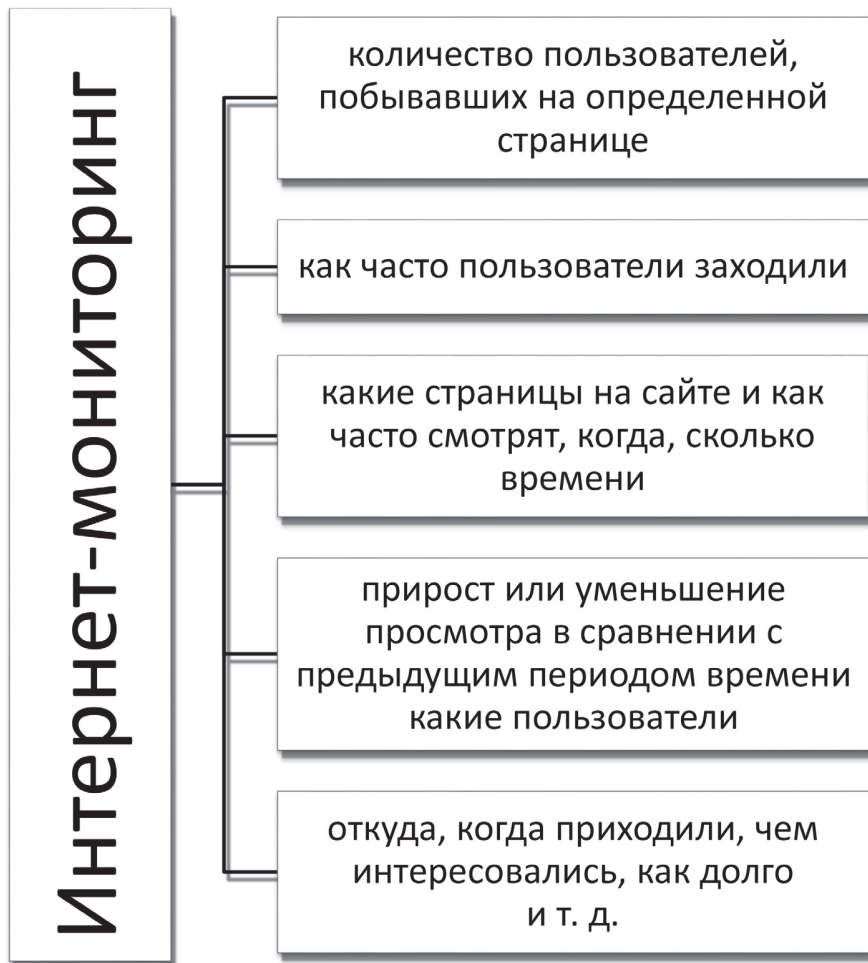 Интернет-мониторинг
количество пользователей,
побывавших на определенной
странице
как часто пользователи заходили
какие страницы на сайте и как
часто смотрят, когда, сколько
времени
прирост или уменьшение
просмотра в сравнении с
предыдущим периодом времени
какие пользователи
откуда, когда приходили, чем
интересовались, как долго
и т. д.